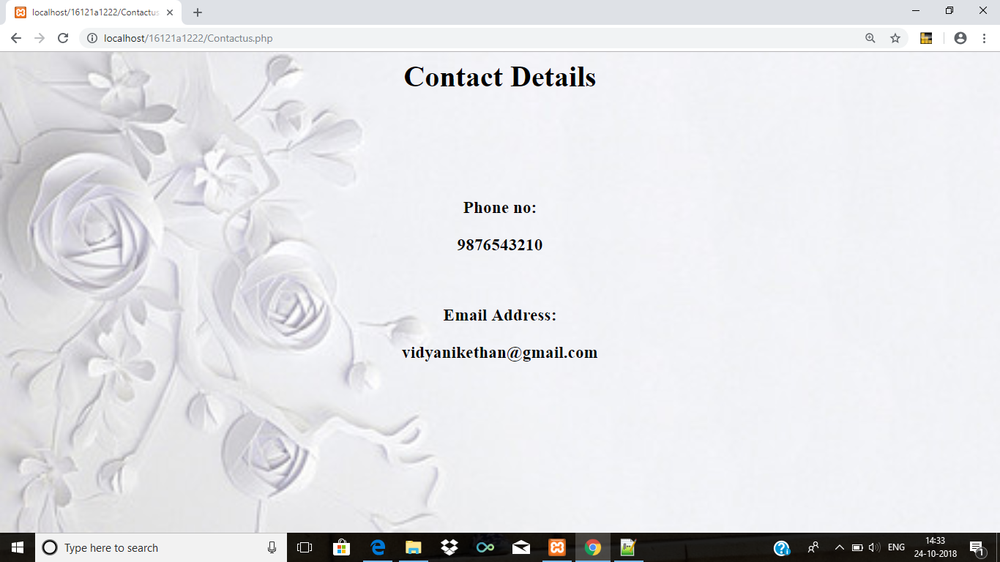 localhost/16121a1222/Contactus
localhost/16121a1222/Contactus.php
Contact Details
Phone no:
9876543210
Email Address:
vidyanikethan@gmail.com
Type here to search
ENG
14:33
24-10-2018
1